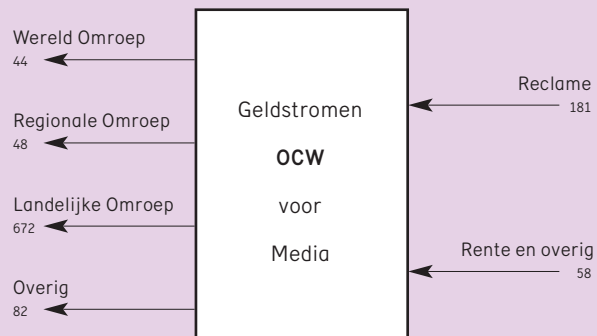 Wereld Omroep
44
Regionale Omroep
48
Landelijke Omroep
672
Overig
82
Geldstromen
OCW
voor
Media
Reclame
181
Rente en overig
58